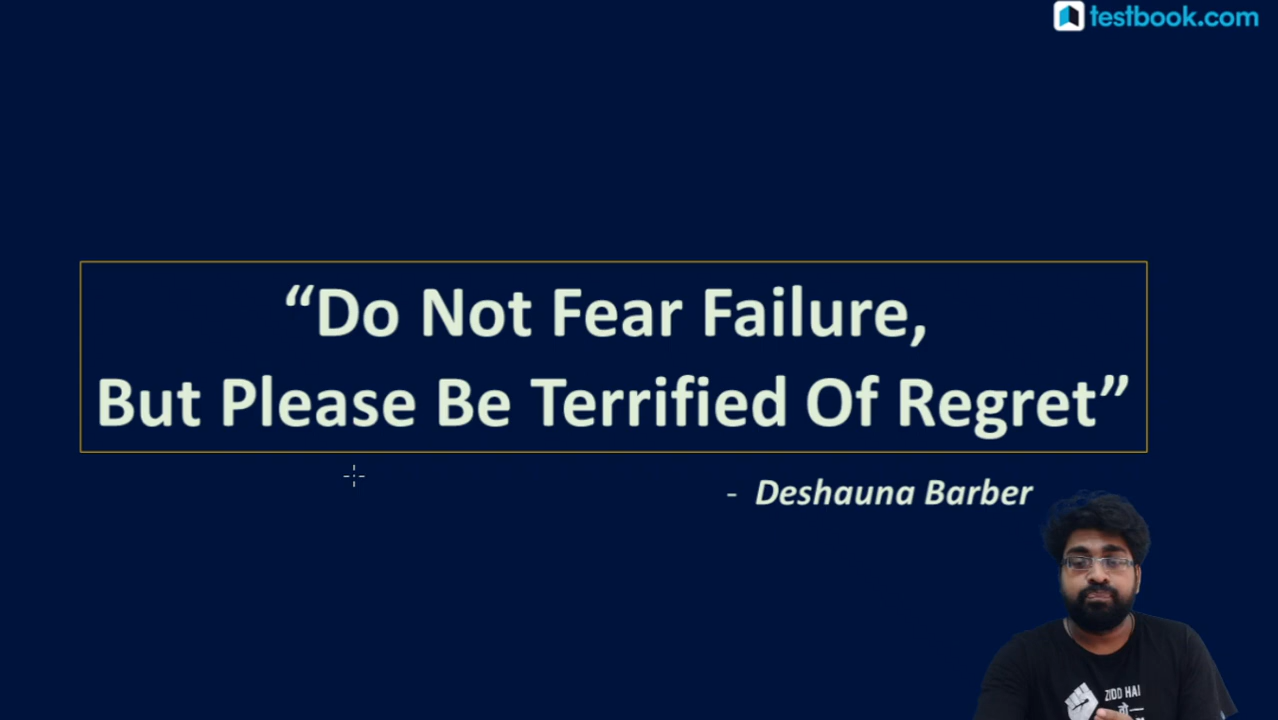 testbook.com
“Do Not Fear Failure,
But Please Be Terrified Of Regret”
- Deshauna Barber
ZIDD HAI
तो